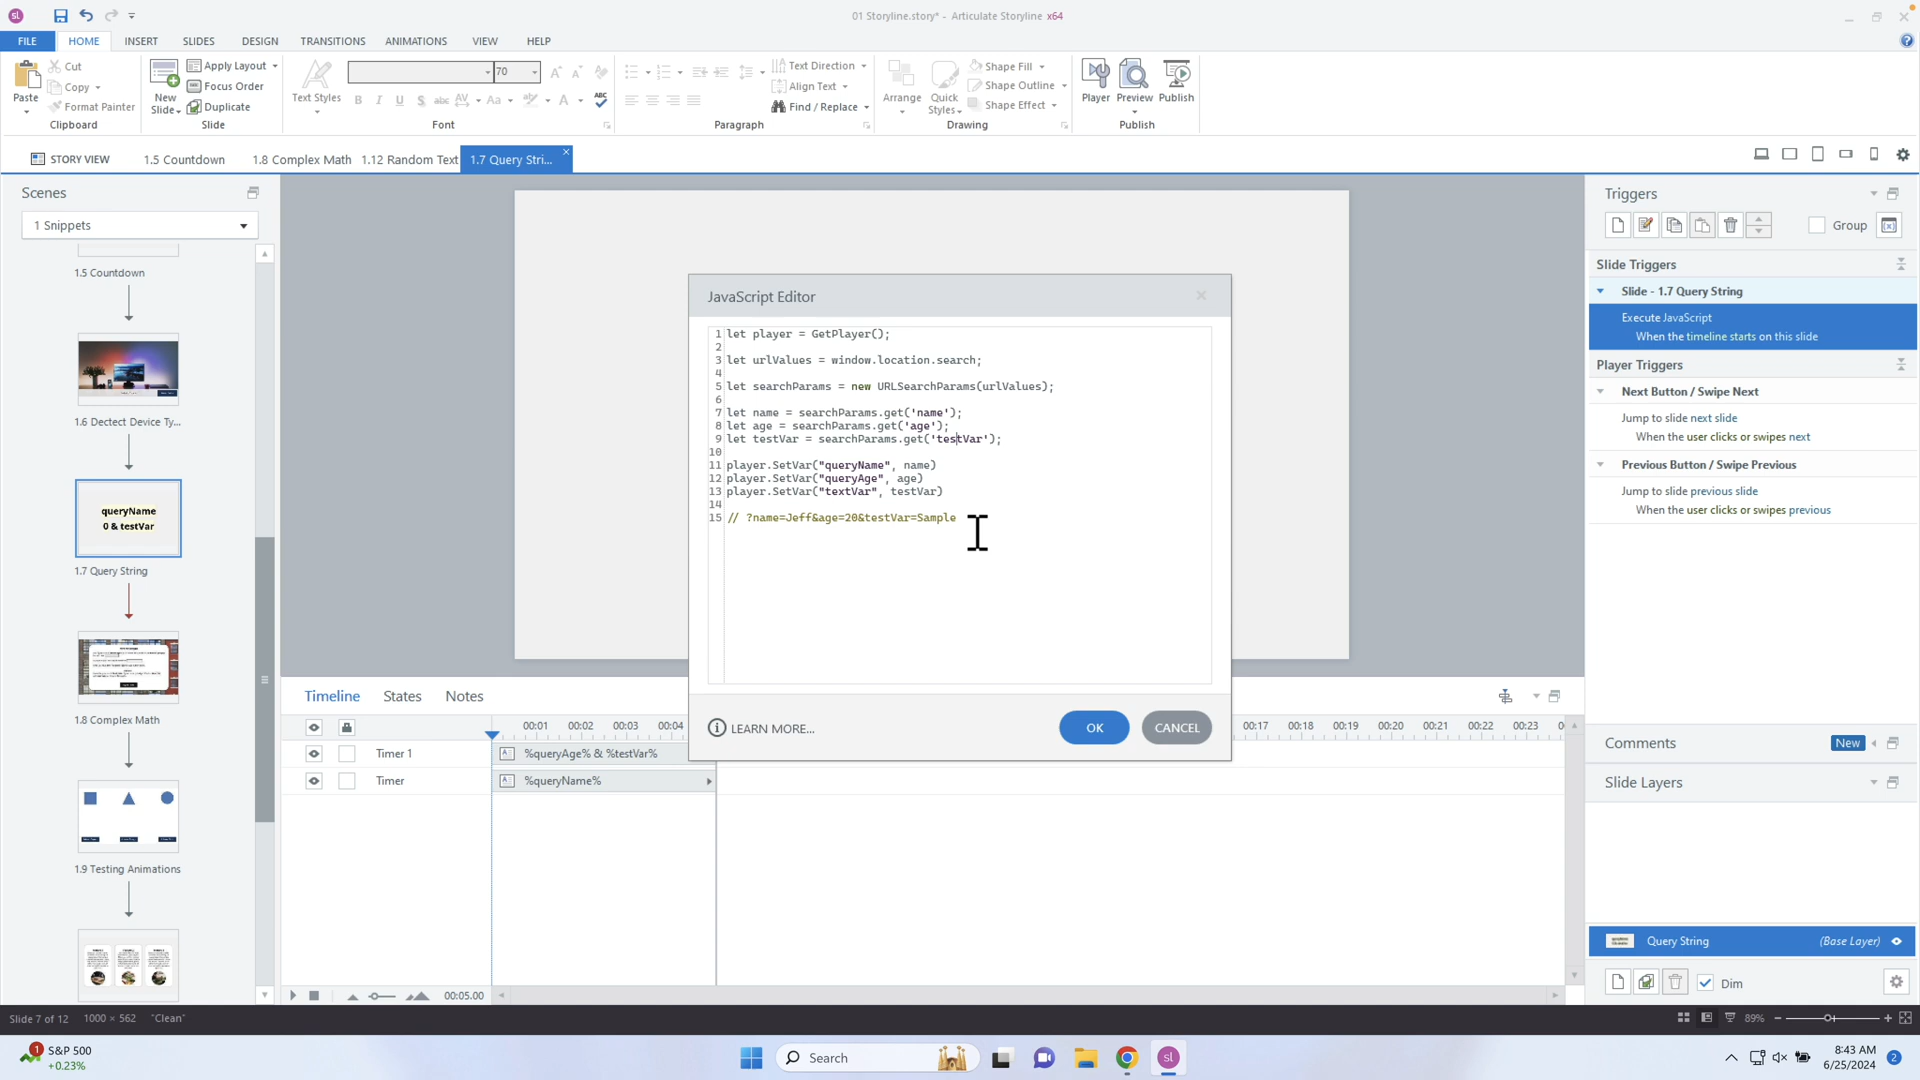 01 Storyline.story* - Articulate Storyline x64
FILE HOME INSERT SLIDES DESIGN TRANSITIONS ANIMATIONS VIEW HELP
Paste
Cut
Copy
Format Painter
Clipboard
New Slide
Apply Layout
Focus Order
Duplicate
Slide
Text Styles
70
B I U S abc AV Aa A ABC
Font
Text Direction
Align Text
Find / Replace
Paragraph
Arrange
Quick Styles
Shape Fill
Shape Outline
Shape Effect
Drawing
Player Preview Publish
Publish
STORY VIEW 1.5 Countdown 1.8 Complex Math 1.12 Random Text 1.7 Query Stri...
Scenes
1 Snippets
1.5 Countdown
1.6 Dectect Device Ty...
queryName
0 & testVar
1.7 Query String
1.8 Complex Math
1.9 Testing Animations
JavaScript Editor
1 let player = GetPlayer();
2
3 let urlValues = window.location.search;
4
5 let searchParams = new URLSearchParams(urlValues);
6
7 let name = searchParams.get('name');
8 let age = searchParams.get('age');
9 let testVar = searchParams.get('testVar');
10
11 player.SetVar("queryName", name)
12 player.SetVar("queryAge", age)
13 player.SetVar("textVar", testVar)
14
15 // ?name=Jeff&age=20&testVar=Sample
LEARN MORE...
OK CANCEL
Timeline States Notes
00:01 00:02 00:03 00:04 00:17 00:18 00:19 00:20 00:21 00:22 00:23
Timer 1 %queryAge% & %testVar%
Timer %queryName%
00:05.00
Triggers
Group
Slide Triggers
Slide - 1.7 Query String
Execute JavaScript
When the timeline starts on this slide
Player Triggers
Next Button / Swipe Next
Jump to slide next slide
When the user clicks or swipes next
Previous Button / Swipe Previous
Jump to slide previous slide
When the user clicks or swipes previous
Comments New
Slide Layers
Query String (Base Layer)
Dim
Slide 7 of 12 1000 × 562 "Clean" 89%
1 S&P 500
+0.23%
Search
sl
8:43 AM
6/25/2024
2